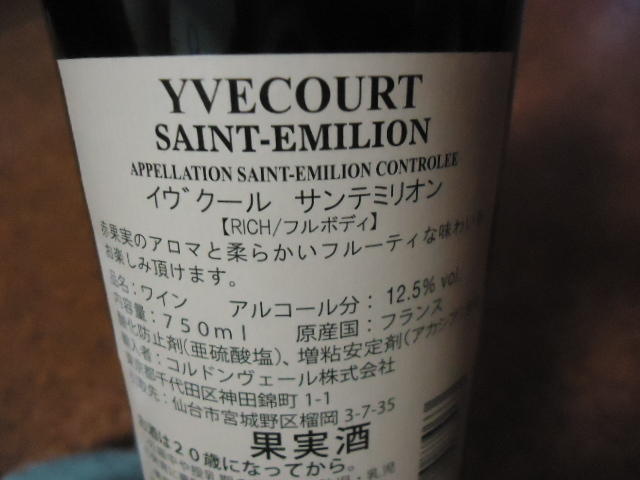 YVECOURT
SAINT-EMILION
APPELLATION SAINT-EMILION CONTROLEE
イヴクール サンテミリオン
【RICH/フルボディ】
赤果実のアロマと柔らかいフルーティな味わいを
お楽しみ頂けます。
品名：ワイン アルコール分：12.5% vol.
内容量：750ml 原産国：フランス
酸化防止剤(亜硫酸塩)、増粘安定剤(アカシア
輸入者：コルドンヴェール株式会社
東京都千代田区神田錦町 1-1
引取先：仙台市宮城野区榴岡 3-7-35
果実酒
お酒は20歳になってから。